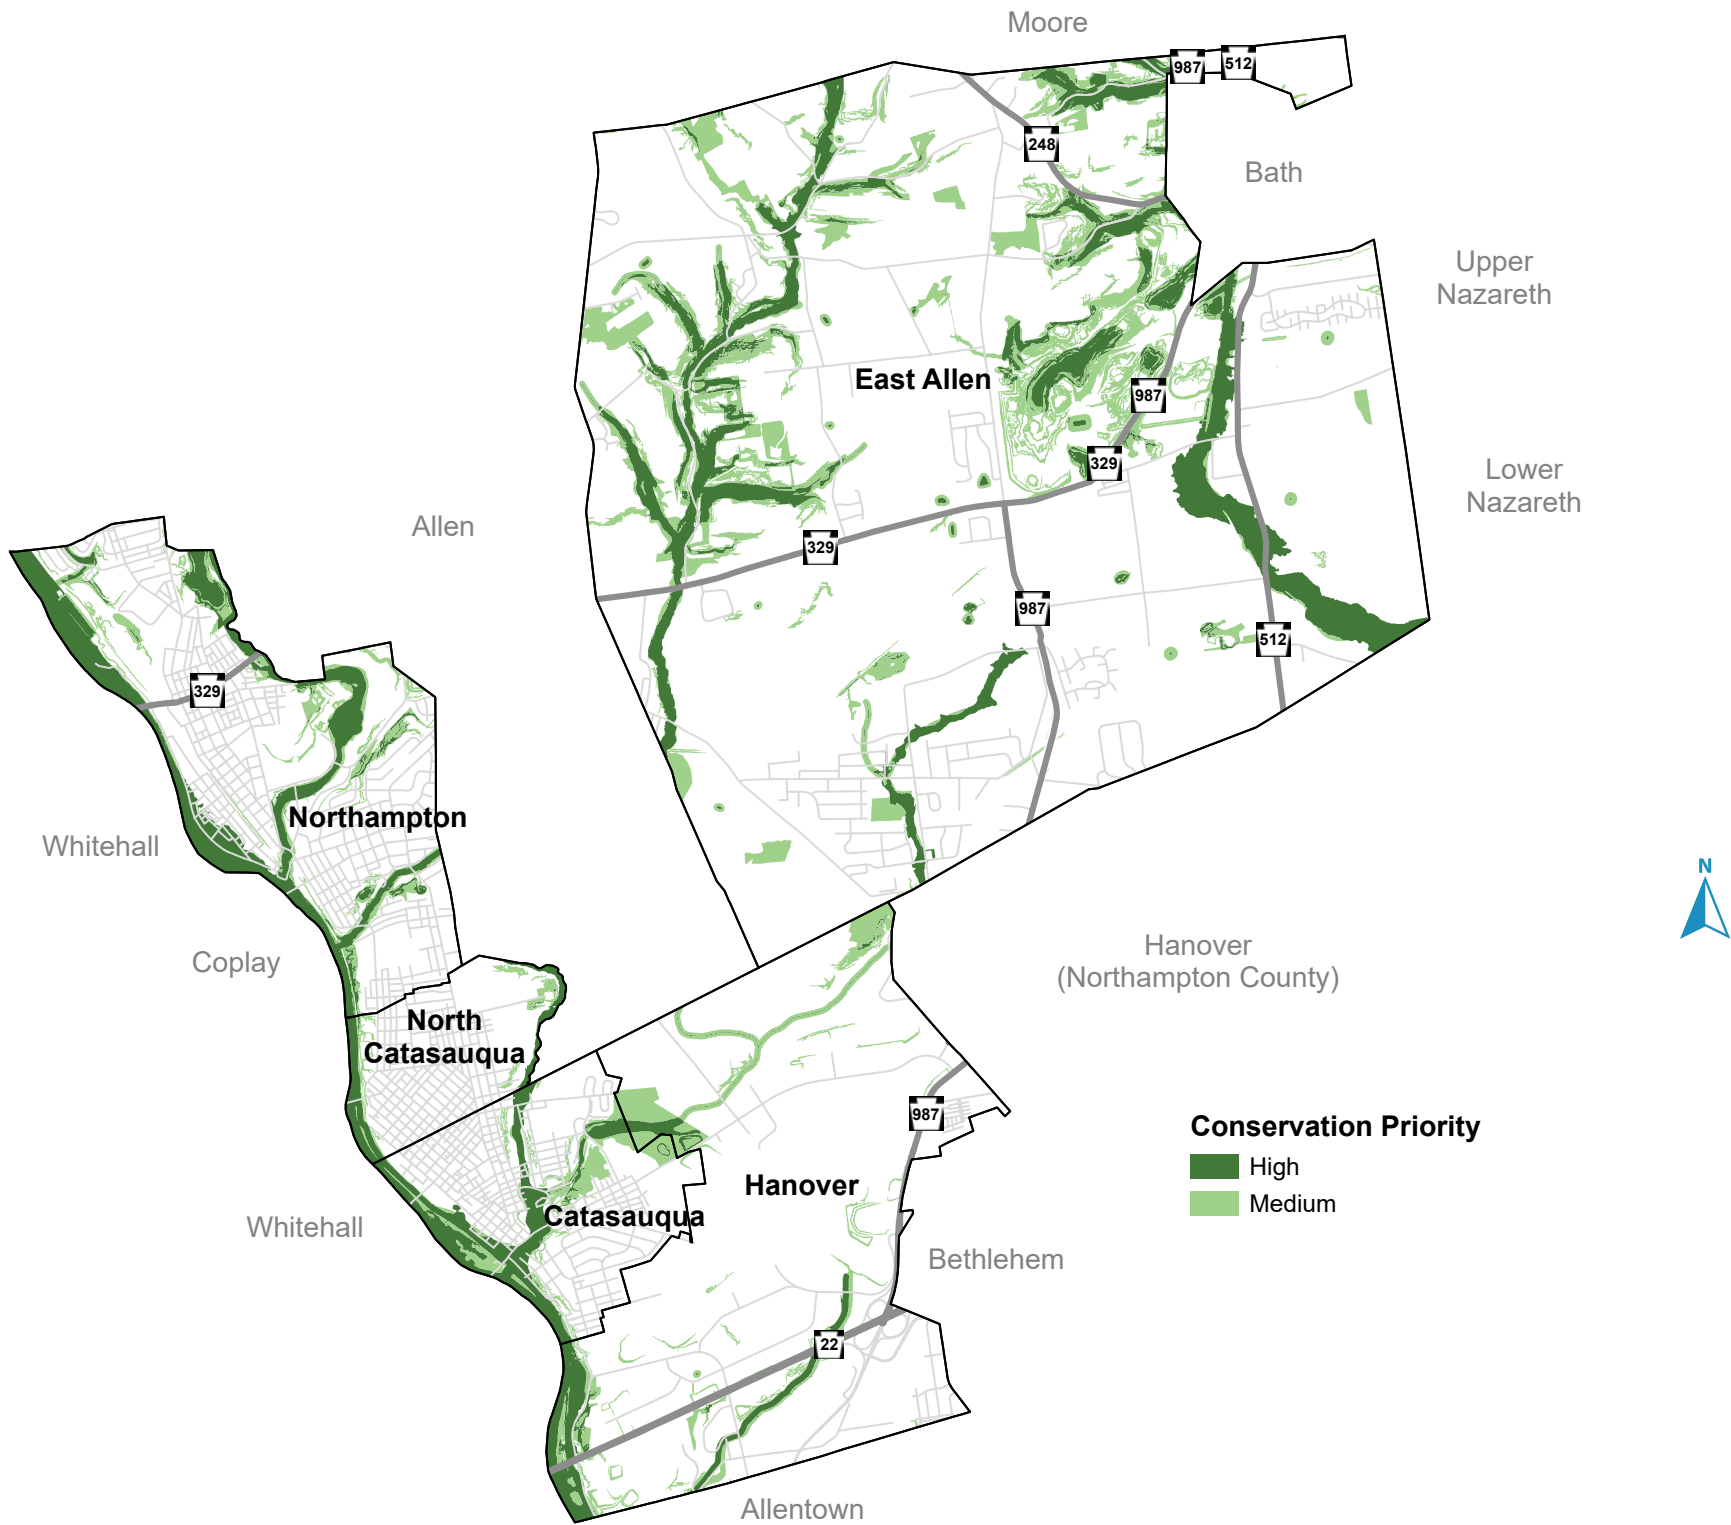 Moore
987
512
248
Bath
Upper
Nazareth
East Allen
987
329
Lower
Nazareth
Allen
329
987
512
329
Northampton
Whitehall
N
Coplay
Hanover
(Northampton County)
North
Catasauqua
987
Conservation Priority
High
Medium
Hanover
Catasauqua
Whitehall
Bethlehem
22
Allentown